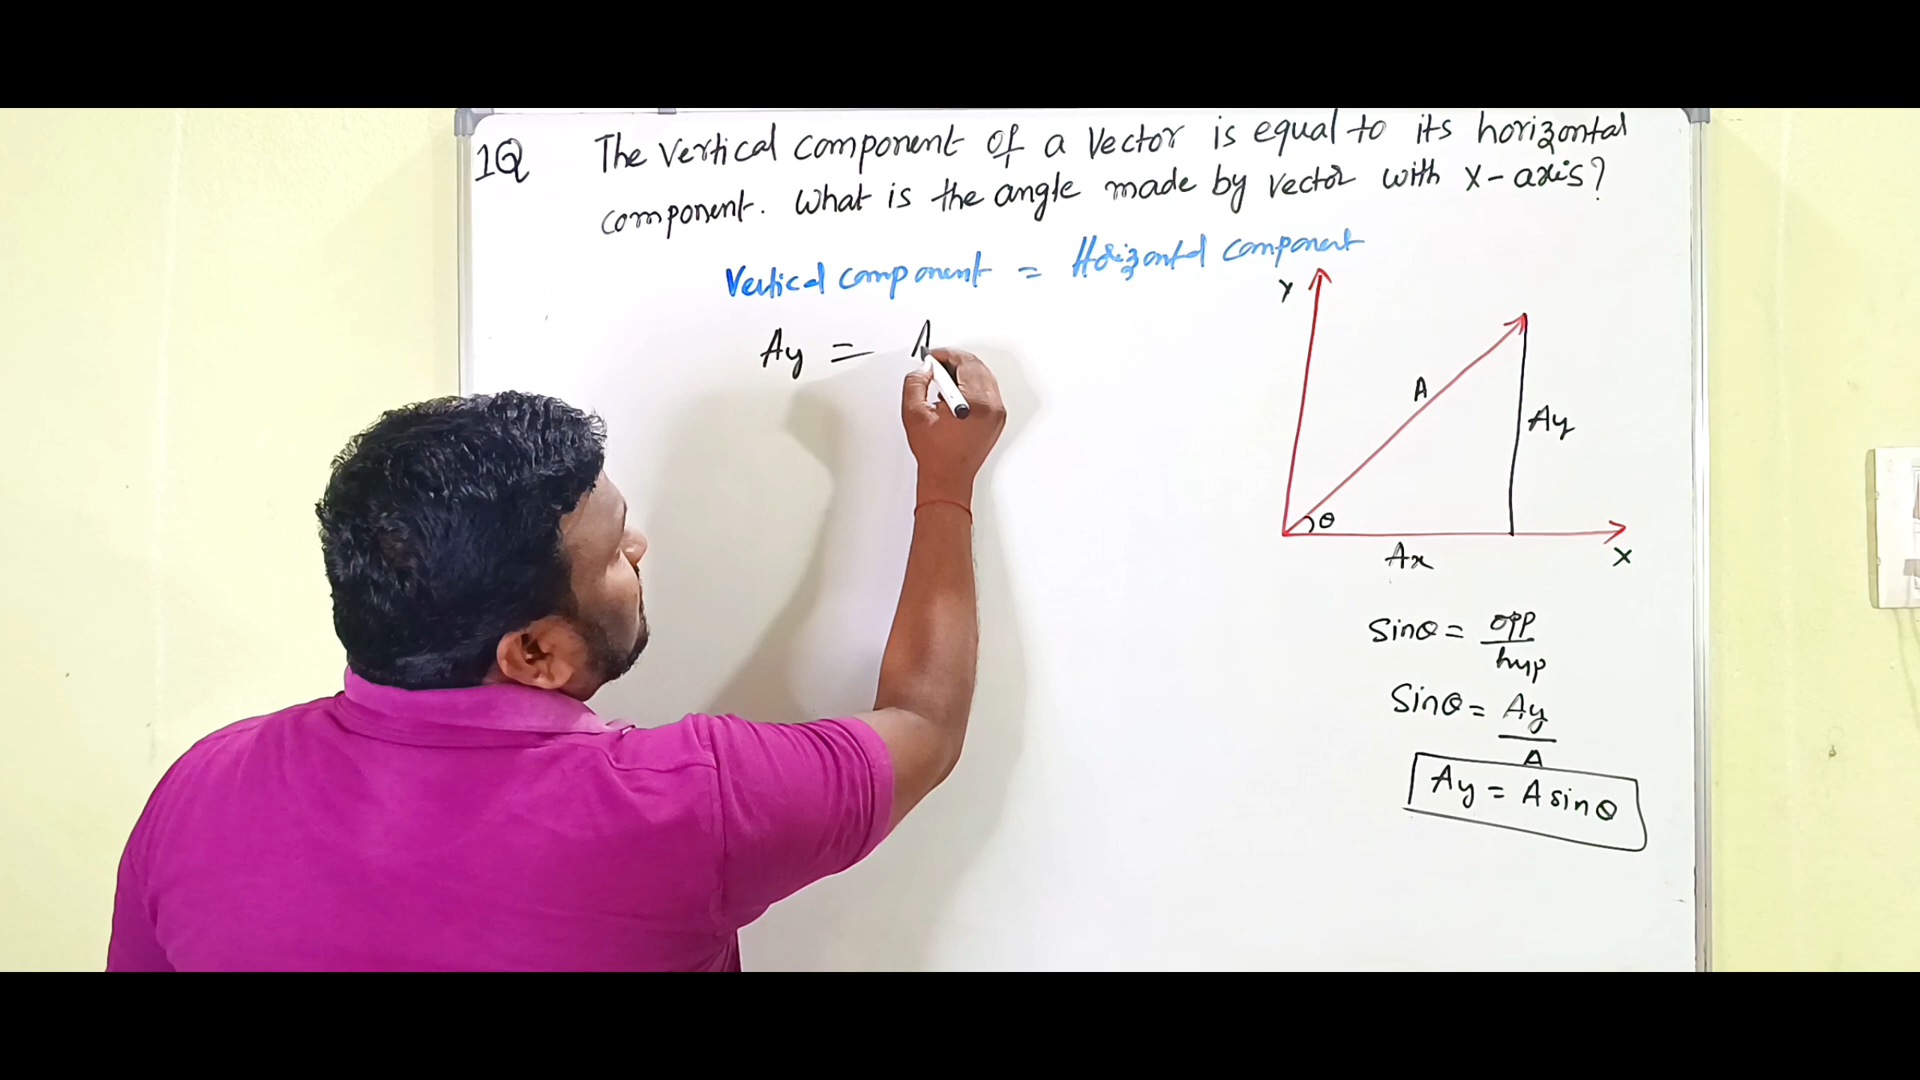 1Q The vertical component of a vector is equal to its horizontal
component. What is the angle made by vector with X-axis?
Vertical component = Horizontal component
Ay = A
Y
A
Ay
θ
Ax
X
Sinθ = opp
hyp
Sinθ = Ay
A
Ay = A sinθ